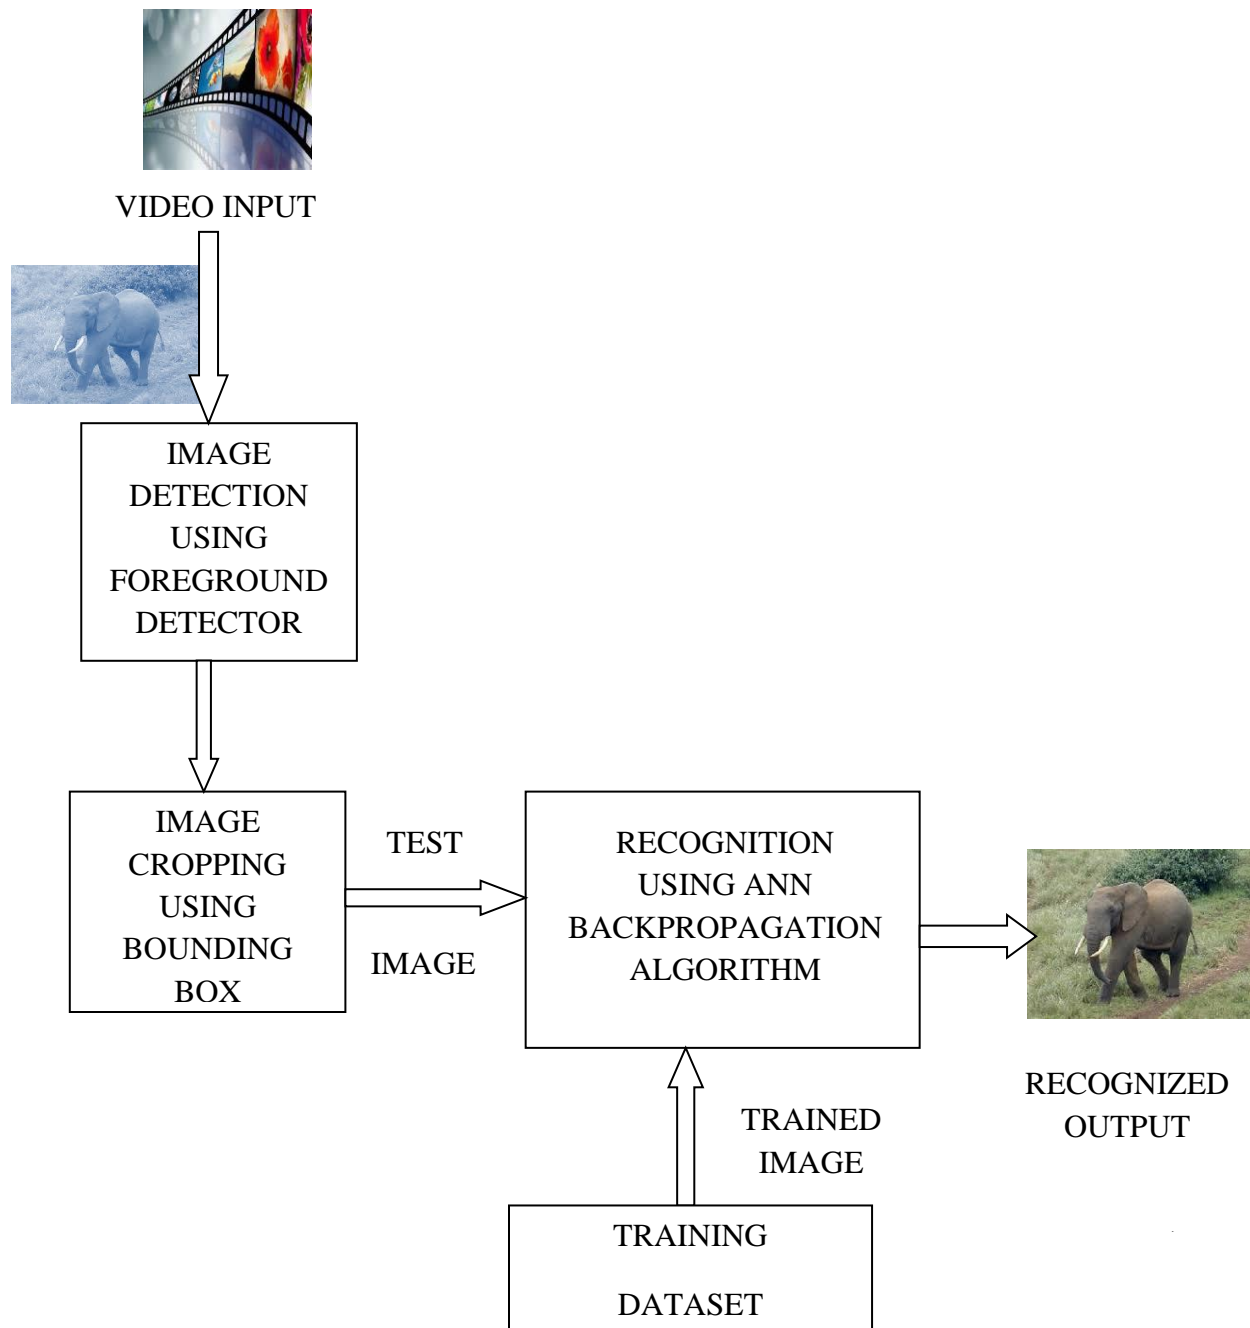 VIDEO INPUT
IMAGE
DETECTION
USING
FOREGROUND
DETECTOR
IMAGE
CROPPING
USING
BOUNDING
BOX
TEST
IMAGE
RECOGNITION
USING ANN
BACKPROPAGATION
ALGORITHM
RECOGNIZED
OUTPUT
TRAINED
IMAGE
TRAINING
DATASET